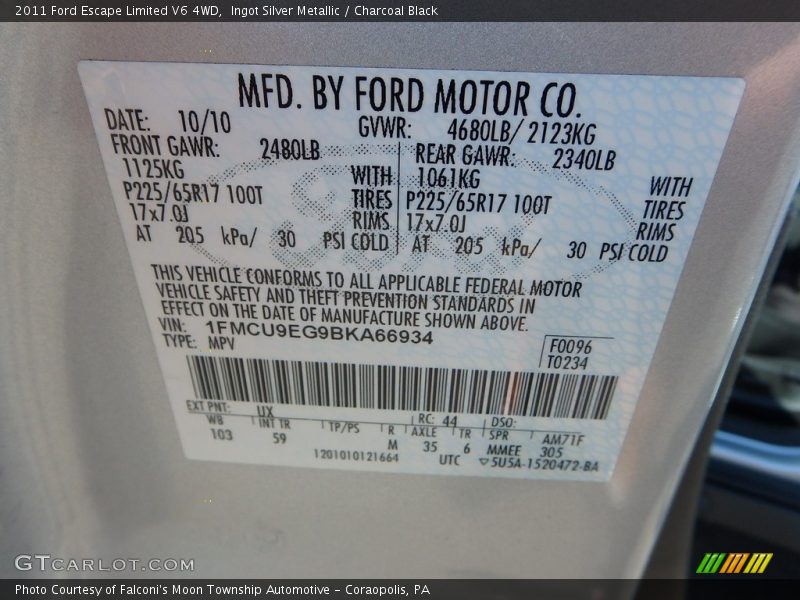 2011 Ford Escape Limited V6 4WD, Ingot Silver Metallic / Charcoal Black
MFD. BY FORD MOTOR CO.
DATE: 10/10 GVWR: 4680LB/2123KG
FRONT GAWR: 2480LB REAR GAWR: 2340LB
1125KG WITH 1061KG WITH
P225/65R17 100T TIRES P225/65R17 100T TIRES
17x7.0J RIMS 17x7.0J RIMS
AT 205 kPa/ 30 PSI COLD AT 205 kPa/ 30 PSI COLD
THIS VEHICLE CONFORMS TO ALL APPLICABLE FEDERAL MOTOR
VEHICLE SAFETY AND THEFT PREVENTION STANDARDS IN
EFFECT ON THE DATE OF MANUFACTURE SHOWN ABOVE.
VIN: 1FMCU9EG9BKA66934
TYPE: MPV
F0096
T0234
EXT PNT: UX RC: 44 DSO:
WB INT TR TP/PS R AXLE TR SPR AM71F
103 59 M 35 6 MMEE 305
1201010121664 UTC ▽5U5A-1520472-BA
GTCARLOT.COM
Photo Courtesy of Falconi's Moon Township Automotive – Coraopolis, PA